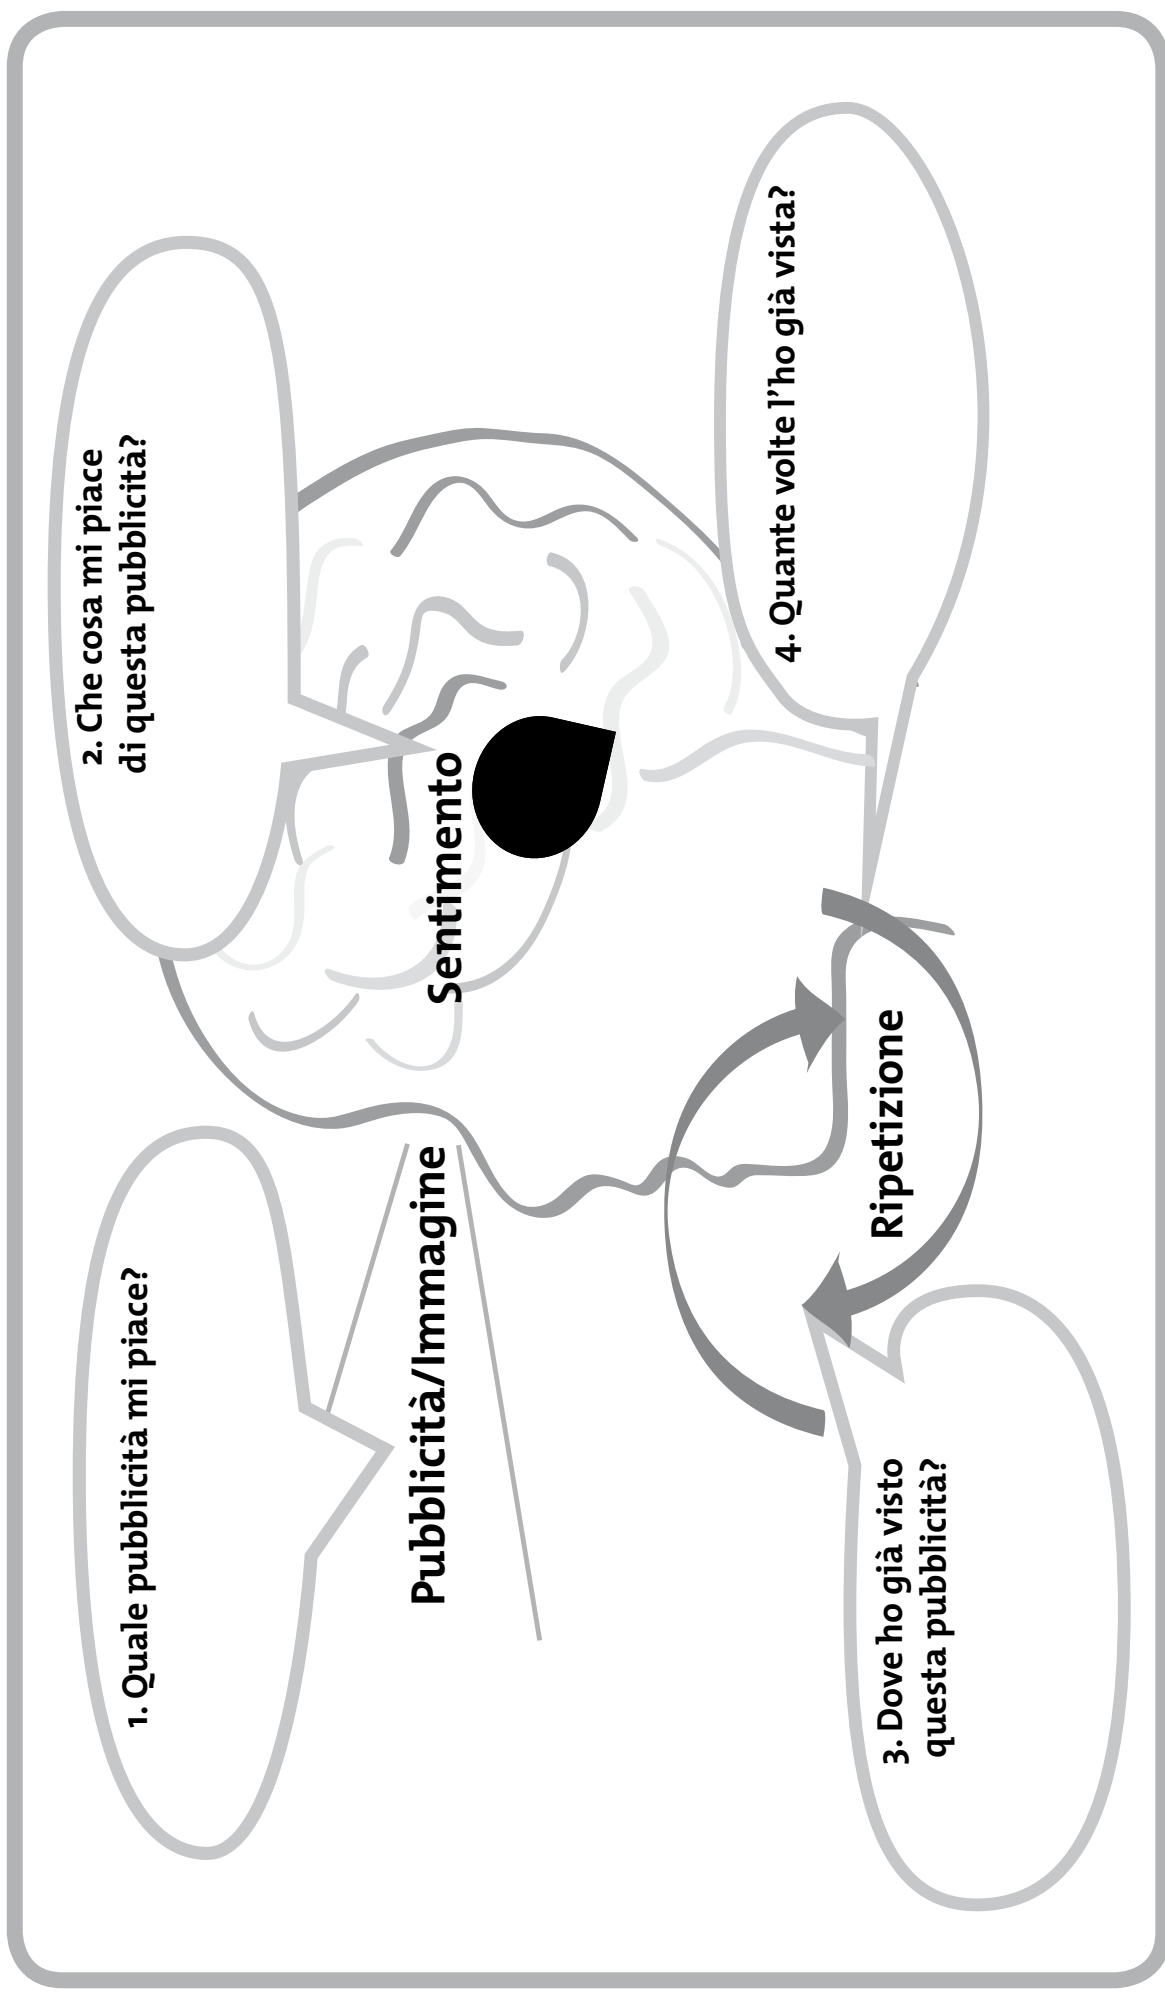 1. Quale pubblicità mi piace?
2. Che cosa mi piace
di questa pubblicità?
Pubblicità/Immagine
Sentimento
Ripetizione
3. Dove ho già visto
questa pubblicità?
4. Quante volte l'ho già vista?